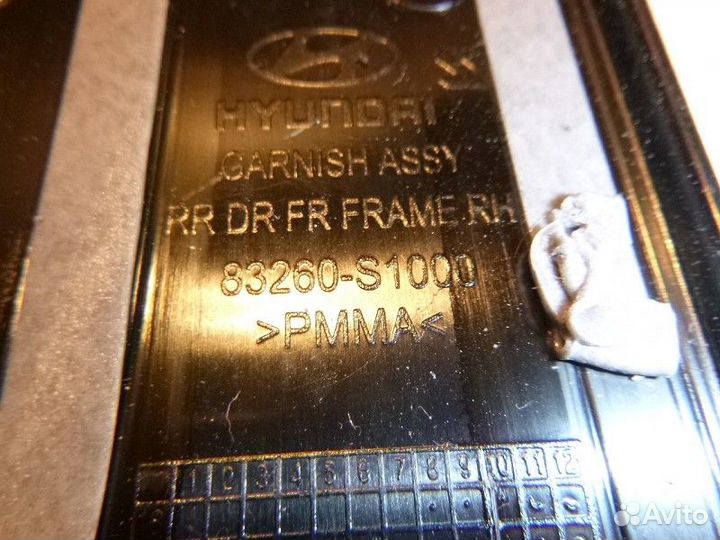 HYUNDAI
GARNISH ASSY
RR DR FR FRAME RH
83260-S1000
>PMMA<
1 2 3 4 5 6 7 8 9 10 11 12
Avito